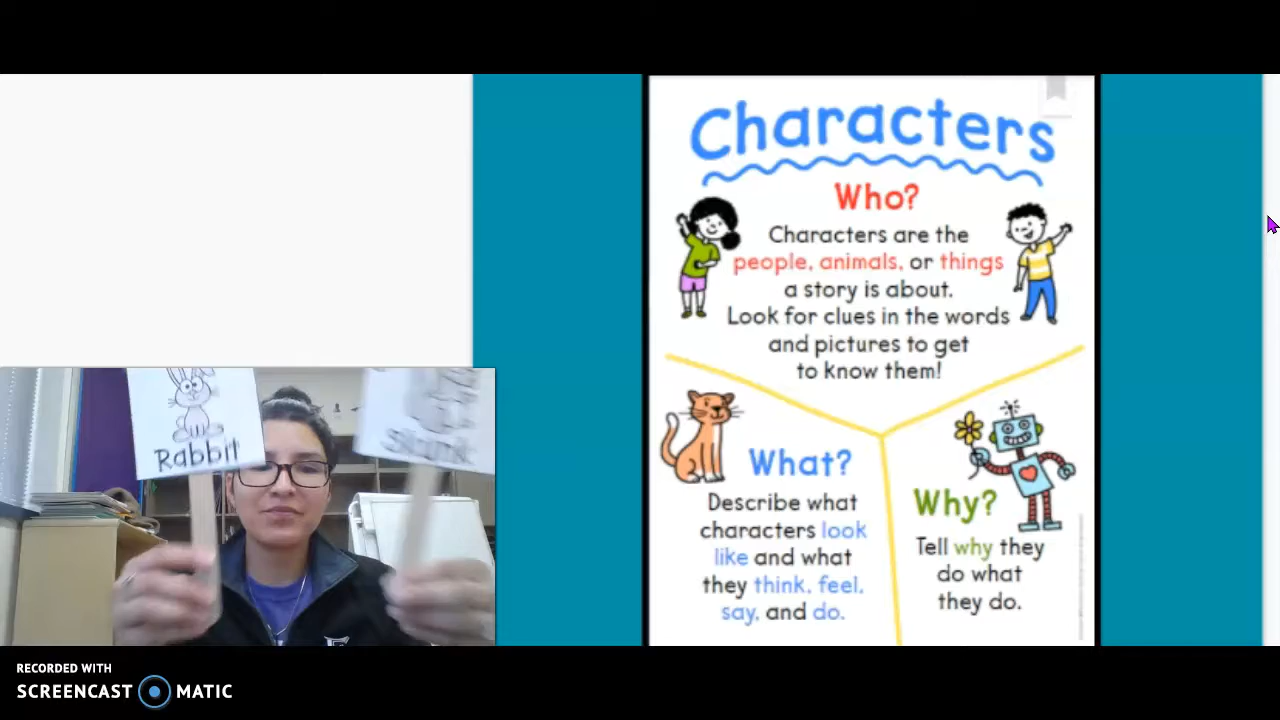 Characters
Who?
Characters are the
people, animals, or things
a story is about.
Look for clues in the words
and pictures to get
to know them!
What?
Describe what
characters look
like and what
they think, feel,
say, and do.
Why?
Tell why they
do what
they do.
Rabbit
RECORDED WITH
SCREENCAST MATIC